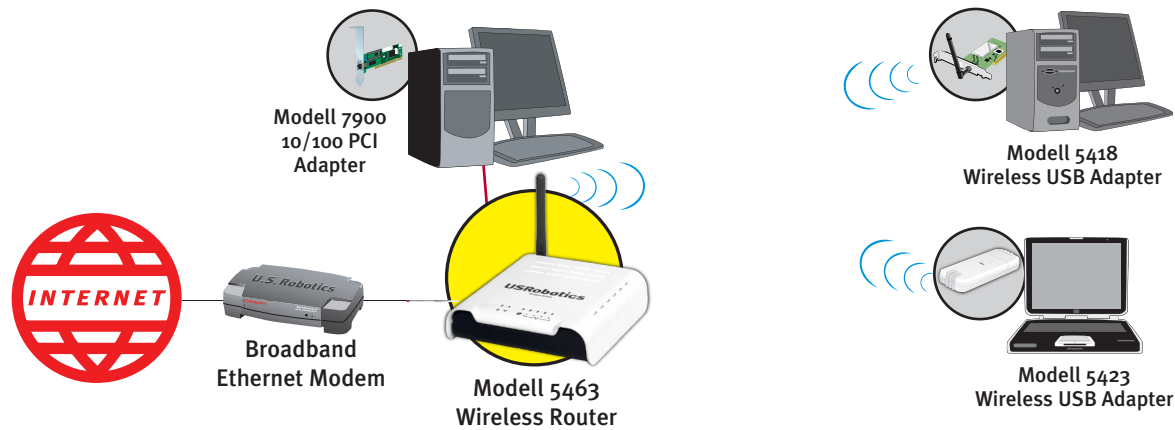 Modell 7900
10/100 PCI
Adapter
Modell 5418
Wireless USB Adapter
INTERNET
U.S. Robotics
Broadband
Ethernet Modem
USRobotics
Modell 5463
Wireless Router
Modell 5423
Wireless USB Adapter